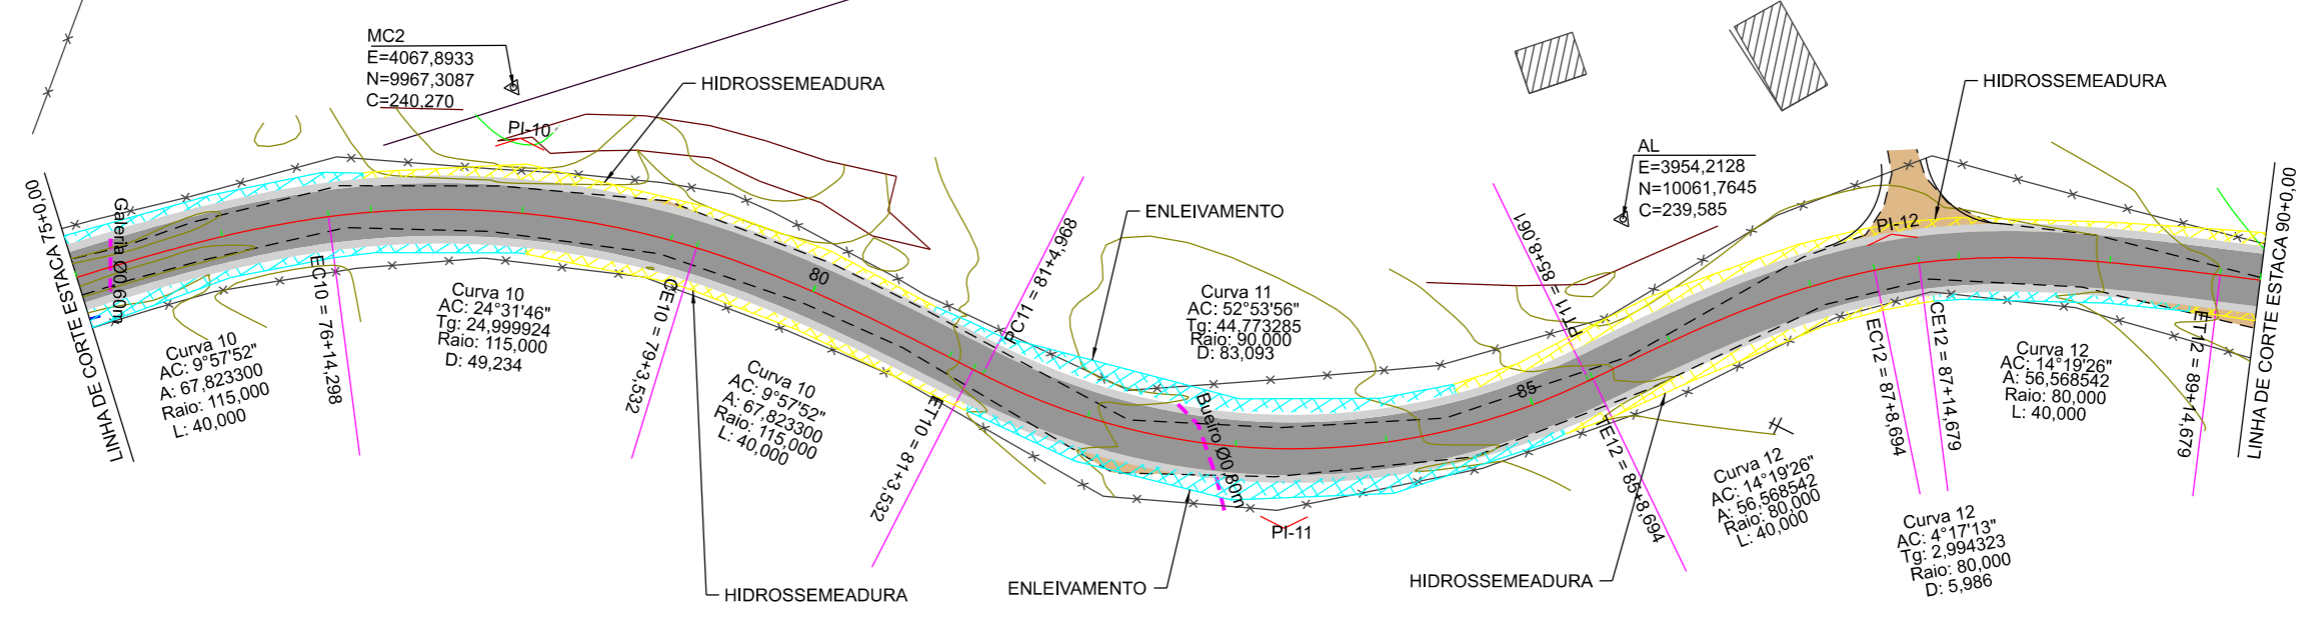 MC2
E=4067,8933
N=9967,3087
C=240,270
PI-10
HIDROSSEMEADURA
LINHA DE CORTE ESTACA 75+0,00
Galeria Ø0,60m
Curva 10
AC: 9°57'52"
A: 67,823300
Raio: 115,000
L: 40,000
EC10 = 76+14,298
Curva 10
AC: 24°31'46"
Tg: 24,999924
Raio: 115,000
D: 49,234
CE10 = 79+3,532
HIDROSSEMEADURA
Curva 10
AC: 9°57'52"
A: 67,823300
Raio: 115,000
L: 40,000
80
ET10 = 81+3,532
PC11 = 81+4,968
ENLEIVAMENTO
Curva 11
AC: 52°53'56"
Tg: 44,773285
Raio: 90,000
D: 83,093
Bueiro Ø0,80m
ENLEIVAMENTO
PI-11
85
PT11 = 85+8,061
TE12 = 85+8,694
HIDROSSEMEADURA
AL
E=3954,2128
N=10061,7645
C=239,585
Curva 12
AC: 14°19'26"
A: 56,568542
Raio: 80,000
L: 40,000
HIDROSSEMEADURA
PI-12
EC12 = 87+8,694
CE12 = 87+14,679
Curva 12
AC: 4°17'13"
Tg: 2,994323
Raio: 80,000
D: 5,986
Curva 12
AC: 14°19'26"
A: 56,568542
Raio: 80,000
L: 40,000
ET12 = 89+14,679
LINHA DE CORTE ESTACA 90+0,00